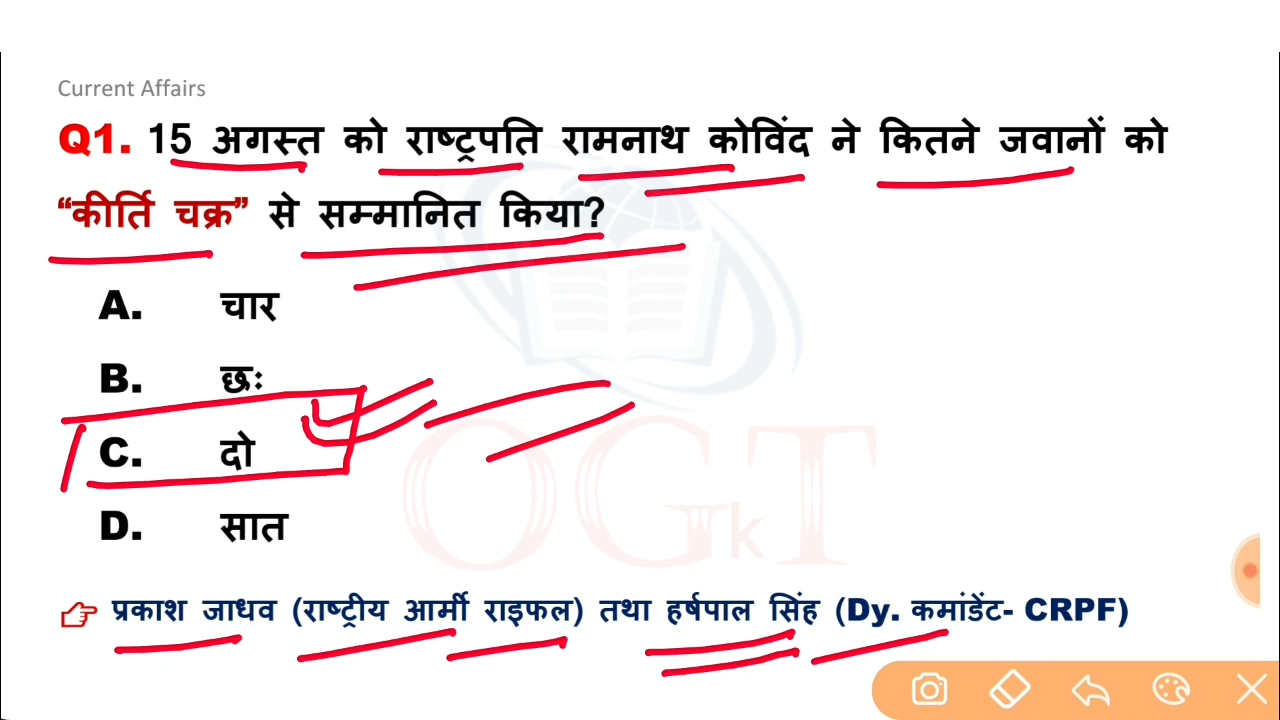 Current Affairs
Q1. 15 अगस्त को राष्ट्रपति रामनाथ कोविंद ने कितने जवानों को
“कीर्ति चक्र” से सम्मानित किया?
A. चार
B. छः
C. दो
D. सात
OGT
k
प्रकाश जाधव (राष्ट्रीय आर्मी राइफल) तथा हर्षपाल सिंह (Dy. कमांडेंट- CRPF)